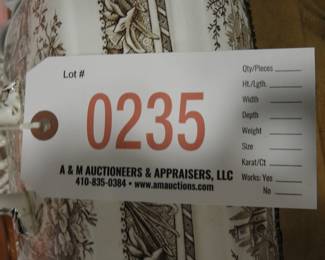 Lot #
0235
A & M AUCTIONEERS & APPRAISERS, LLC
410-835-0384 • www.amauctions.com
Qty/Pieces
Ht./Lgth.
Width
Depth
Weight
Size
Karat/Ct
Works: Yes
No